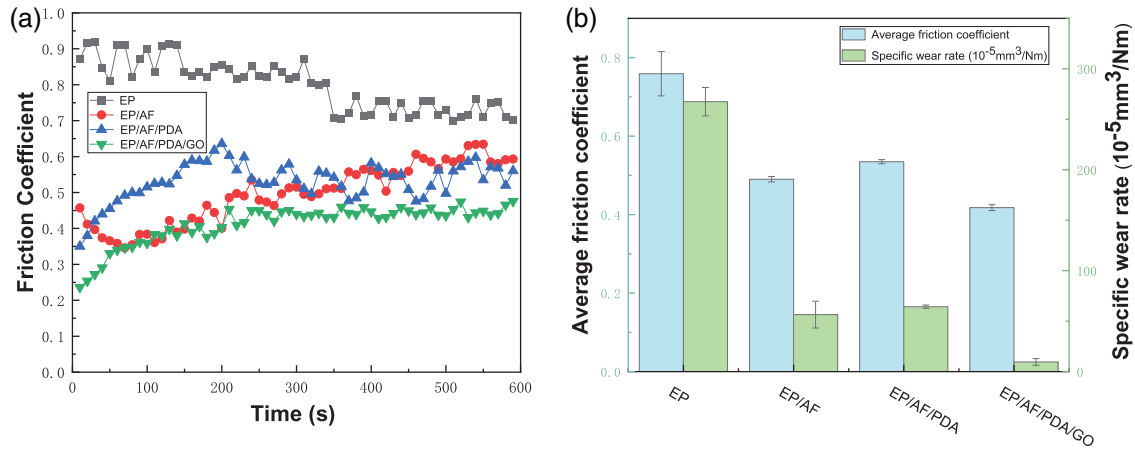 (a)
Friction Coefficient
1.0
0.9
0.8
0.7
0.6
0.5
0.4
0.3
0.2
0.1
0.0
EP
EP/AF
EP/AF/PDA
EP/AF/PDA/GO
0 100 200 300 400 500 600
Time (s)
(b)
Average friction coefficient
0.8
0.6
0.4
0.2
0.0
Average friction coefficient
Specific wear rate (10⁻⁵mm³/Nm)
300
200
100
0
Specific wear rate (10⁻⁵mm³/Nm)
EP
EP/AF
EP/AF/PDA
EP/AF/PDA/GO